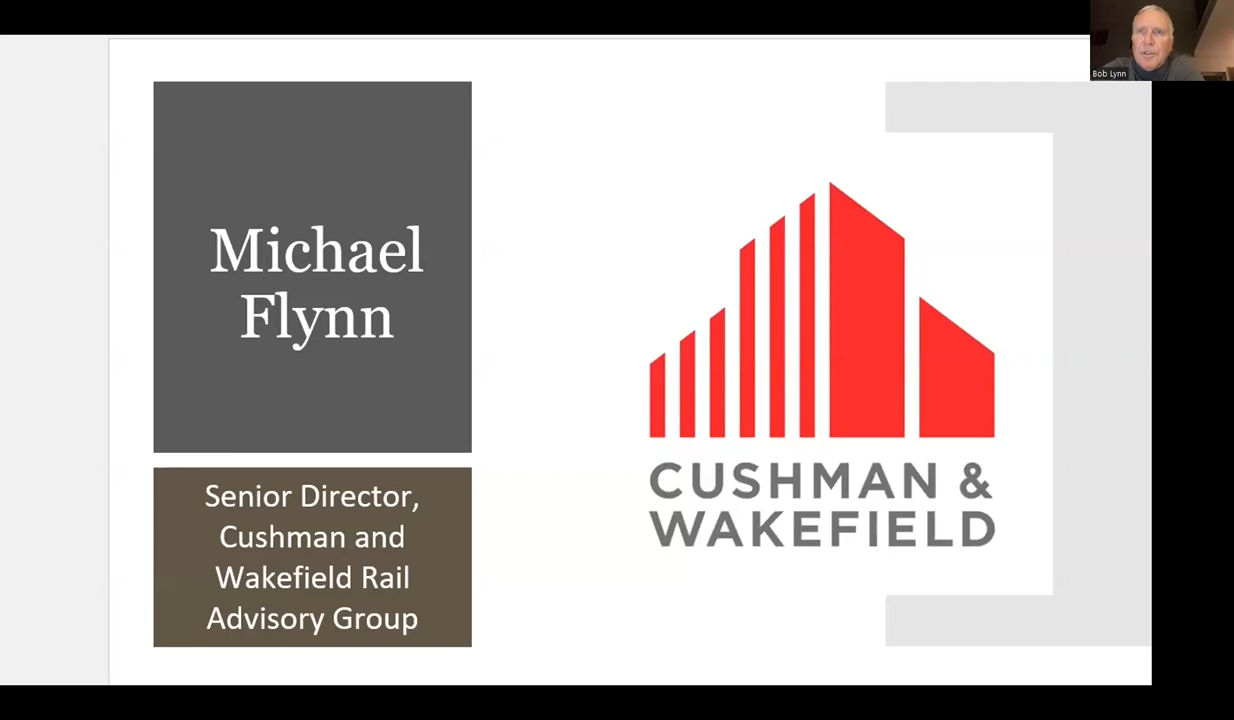 Bob Lynn
Michael
Flynn
Senior Director,
Cushman and
Wakefield Rail
Advisory Group
CUSHMAN &
WAKEFIELD